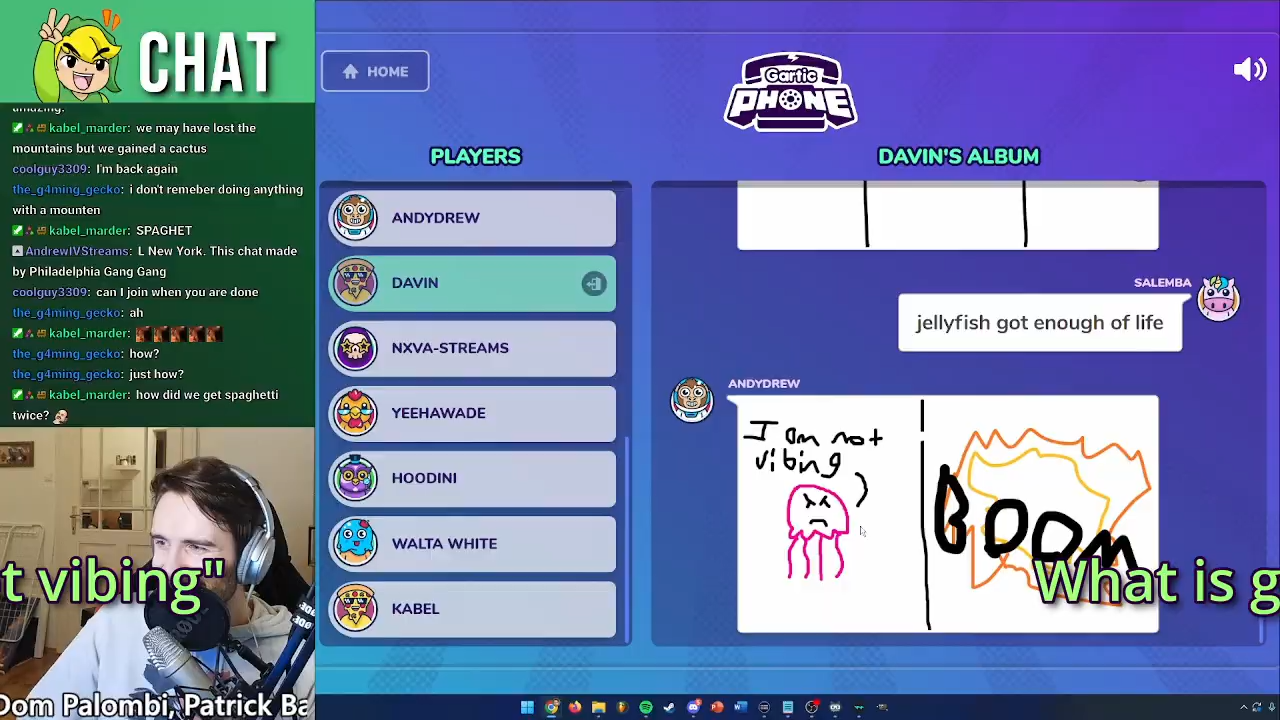 CHAT
amazing.
kabel_marder: we may have lost the
mountains but we gained a cactus
coolguy3309: I'm back again
the_g4ming_gecko: i don't remeber doing anything
with a mounten
kabel_marder: SPAGHET
AndrewIVStreams: L New York. This chat made
by Philadelphia Gang Gang
coolguy3309: can I join when you are done
the_g4ming_gecko: ah
kabel_marder:
the_g4ming_gecko: how?
the_g4ming_gecko: just how?
kabel_marder: how did we get spaghetti
twice?
HOME
Gartic
PHONE
PLAYERS
ANDYDREW
DAVIN
NXVA-STREAMS
YEEHAWADE
HOODINI
WALTA WHITE
KABEL
DAVIN'S ALBUM
SALEMBA
jellyfish got enough of life
ANDYDREW
I am not
vibing
BOOM
t vibing"
What is g
Dom Palombi, Patrick Ba